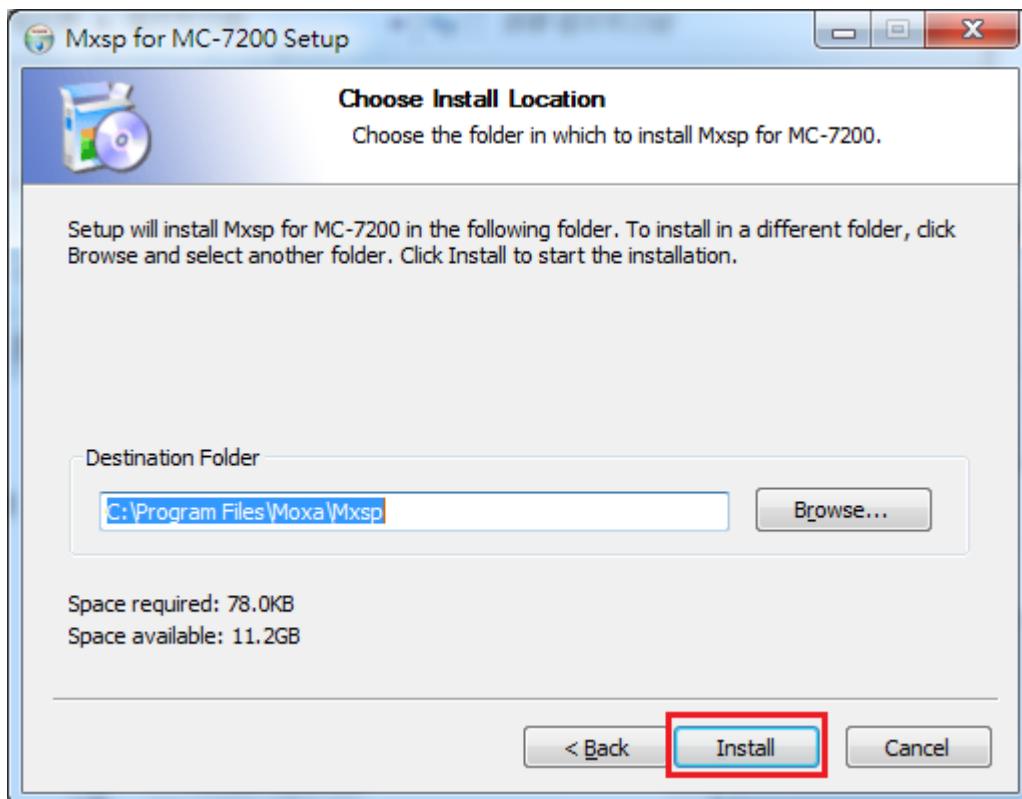 Mxsp for MC-7200 Setup
Choose Install Location
Choose the folder in which to install Mxsp for MC-7200.
Setup will install Mxsp for MC-7200 in the following folder. To install in a different folder, click
Browse and select another folder. Click Install to start the installation.
Destination Folder
C:\Program Files\Moxa\Mxsp
Browse...
Space required: 78.0KB
Space available: 11.2GB
< Back
Install
Cancel